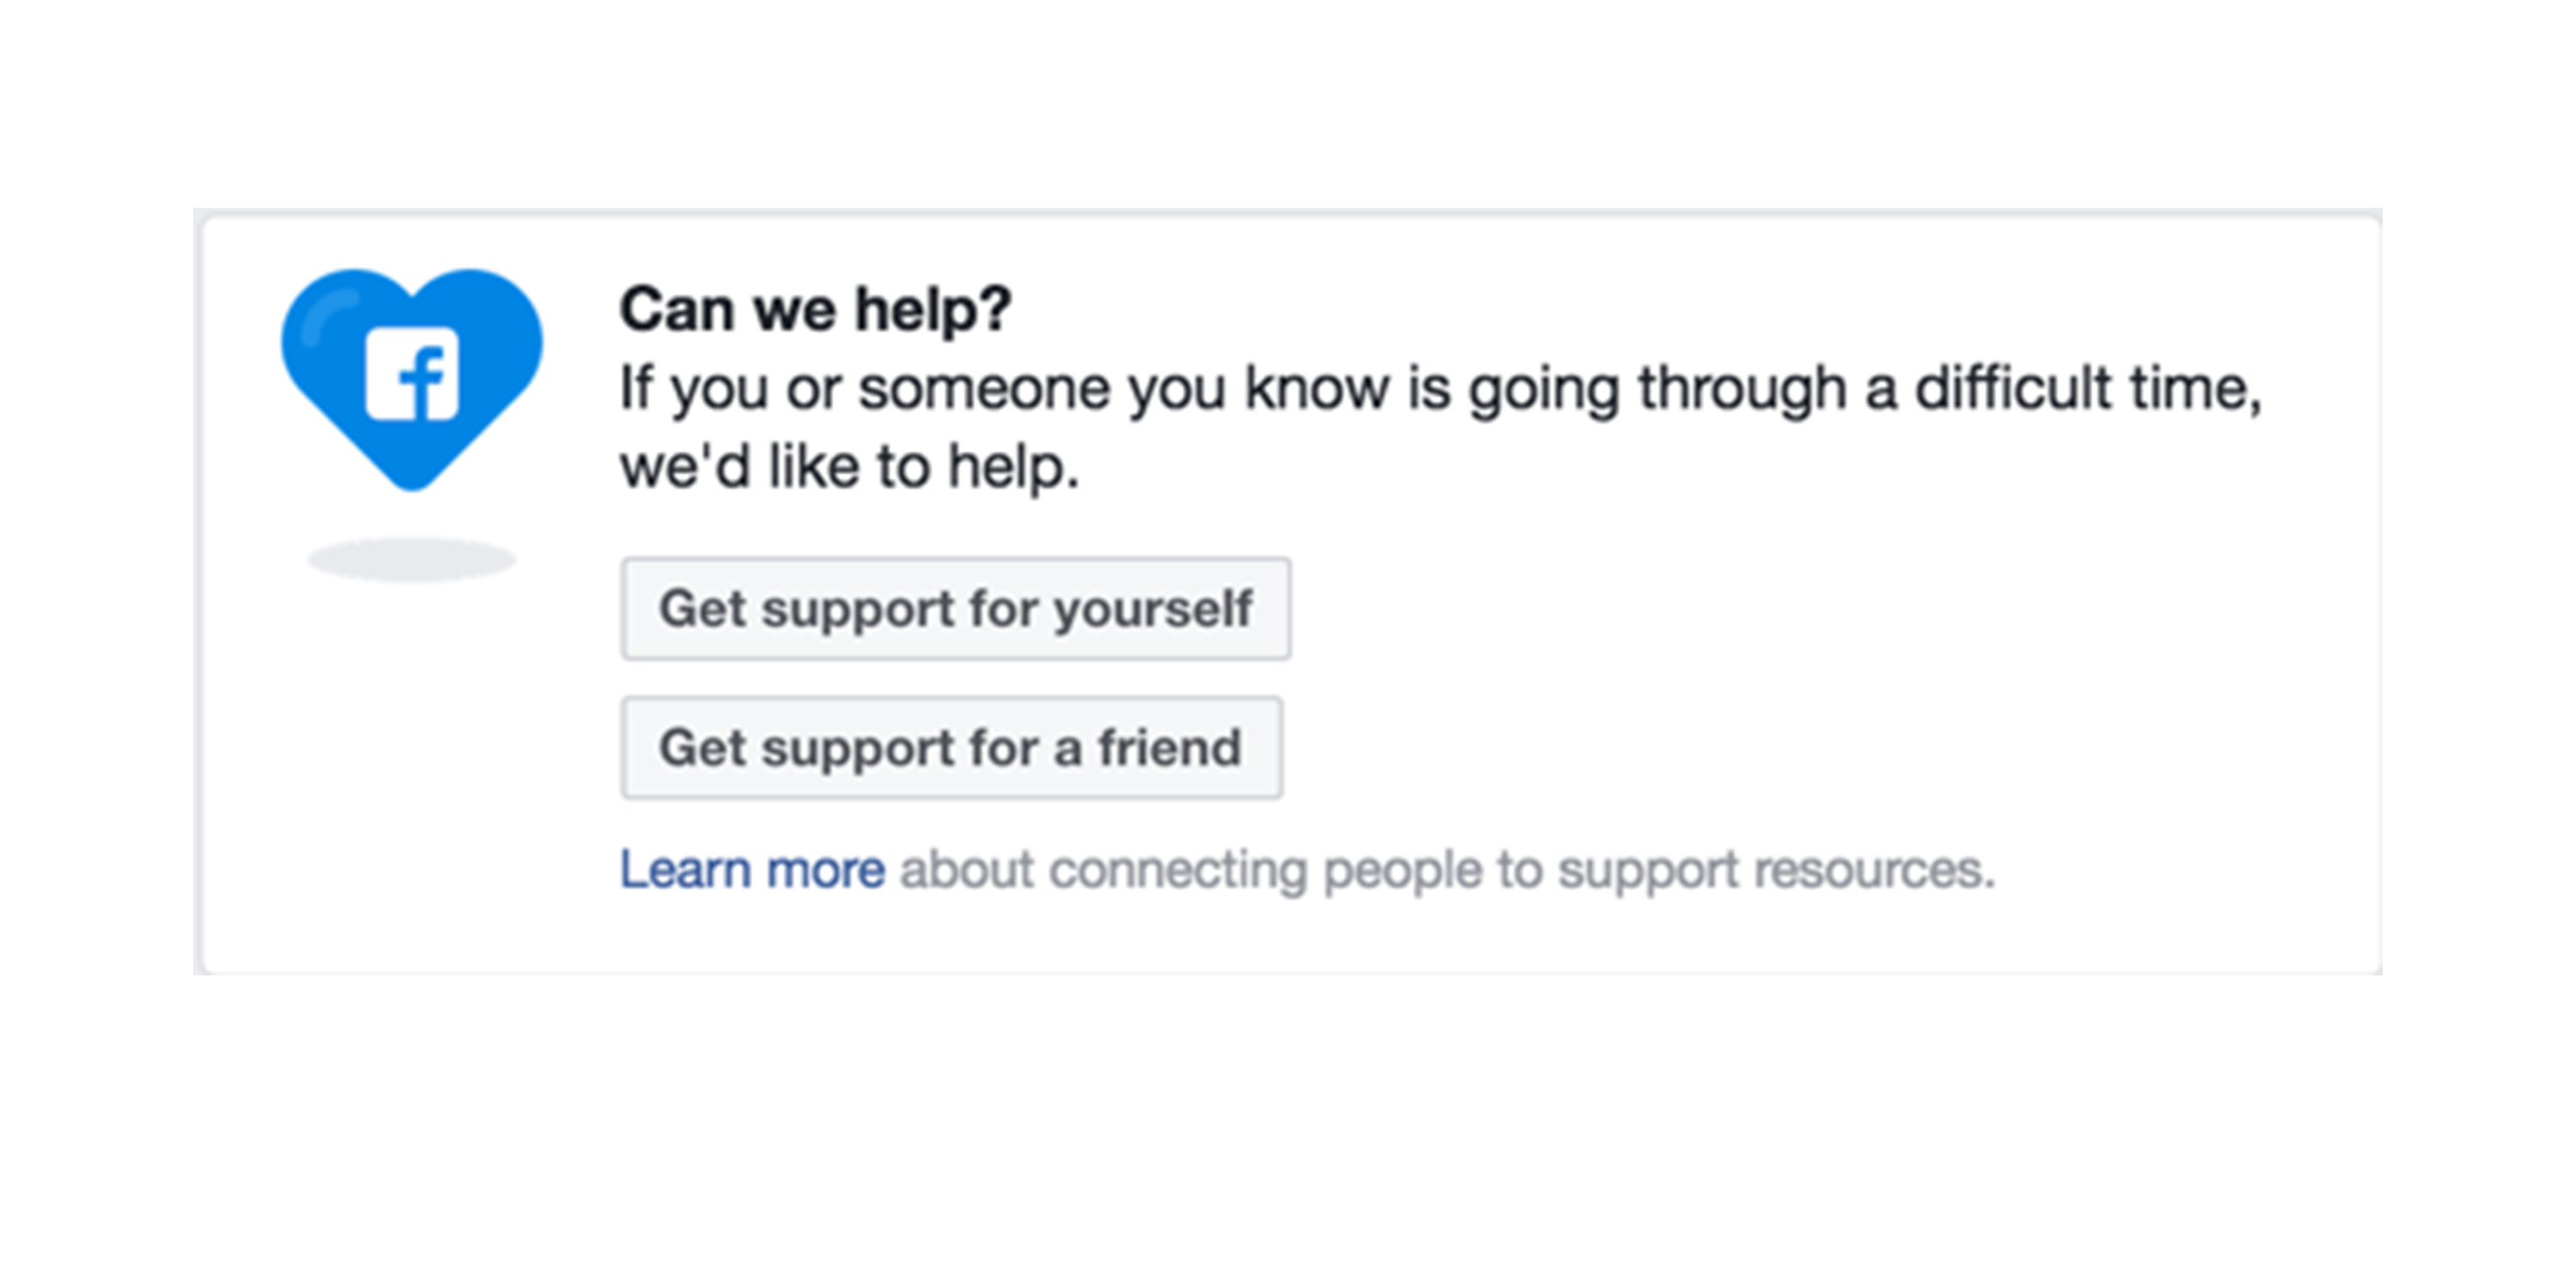 f
Can we help?
If you or someone you know is going through a difficult time,
we'd like to help.
Get support for yourself
Get support for a friend
Learn more about connecting people to support resources.